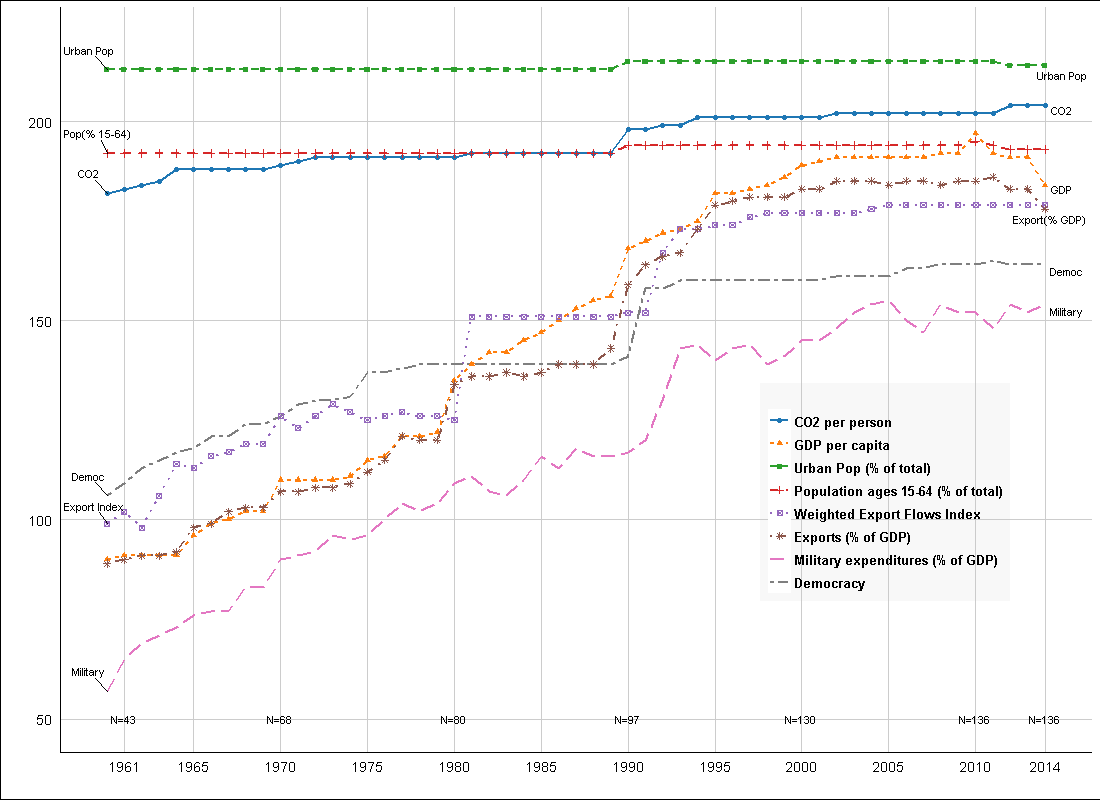 Urban Pop
Urban Pop
200
CO2
Pop(% 15-64)
CO2
GDP
Export(% GDP)
Democ
Military
150
CO2 per person
GDP per capita
Urban Pop (% of total)
Population ages 15-64 (% of total)
Weighted Export Flows Index
Exports (% of GDP)
Military expenditures (% of GDP)
Democracy
Democ
Export Index
100
Military
50
N=43 N=68 N=80 N=97 N=130 N=136 N=136
1961 1965 1970 1975 1980 1985 1990 1995 2000 2005 2010 2014